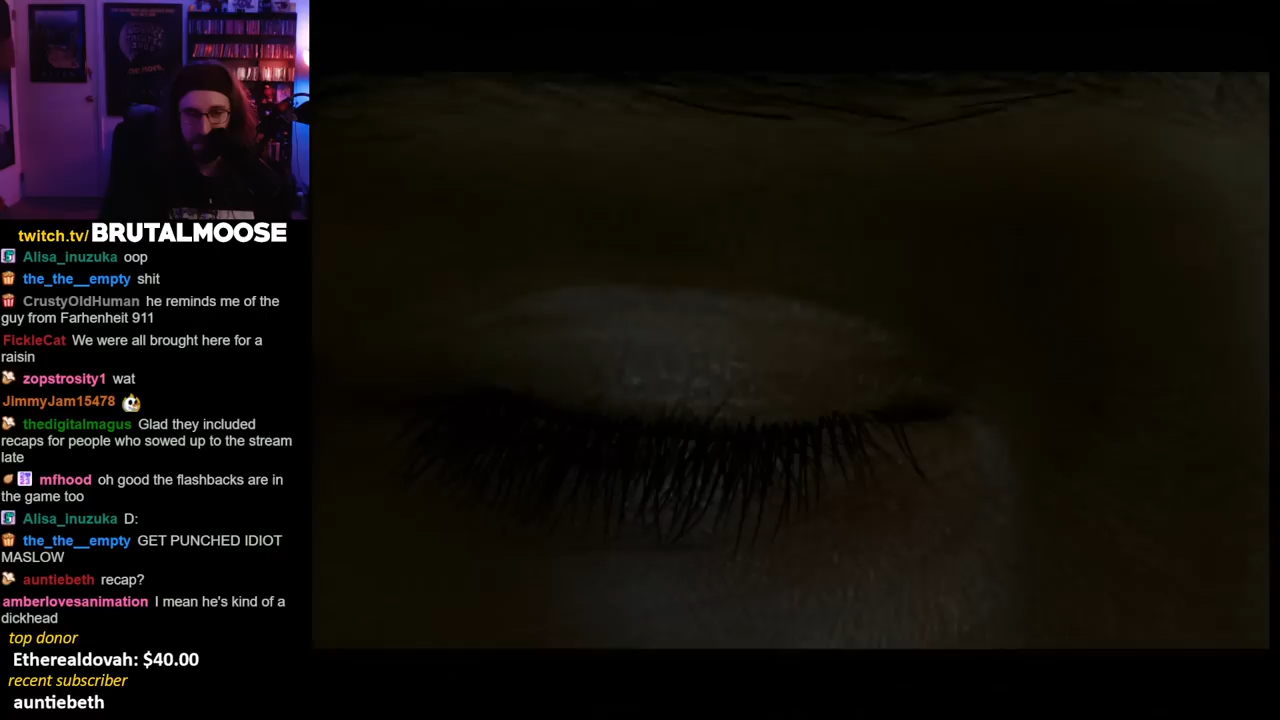 twitch.tv/BRUTALMOOSE
Alisa_inuzuka oop
the_the__empty shit
CrustyOldHuman he reminds me of the
guy from Farhenheit 911
FickleCat We were all brought here for a
raisin
zopstrosity1 wat
JimmyJam15478
thedigitalmagus Glad they included
recaps for people who sowed up to the stream
late
mfhood oh good the flashbacks are in
the game too
Alisa_inuzuka D:
the_the__empty GET PUNCHED IDIOT
MASLOW
auntiebeth recap?
amberlovesanimation I mean he's kind of a
dickhead
top donor
Etherealdovah: $40.00
recent subscriber
auntiebeth